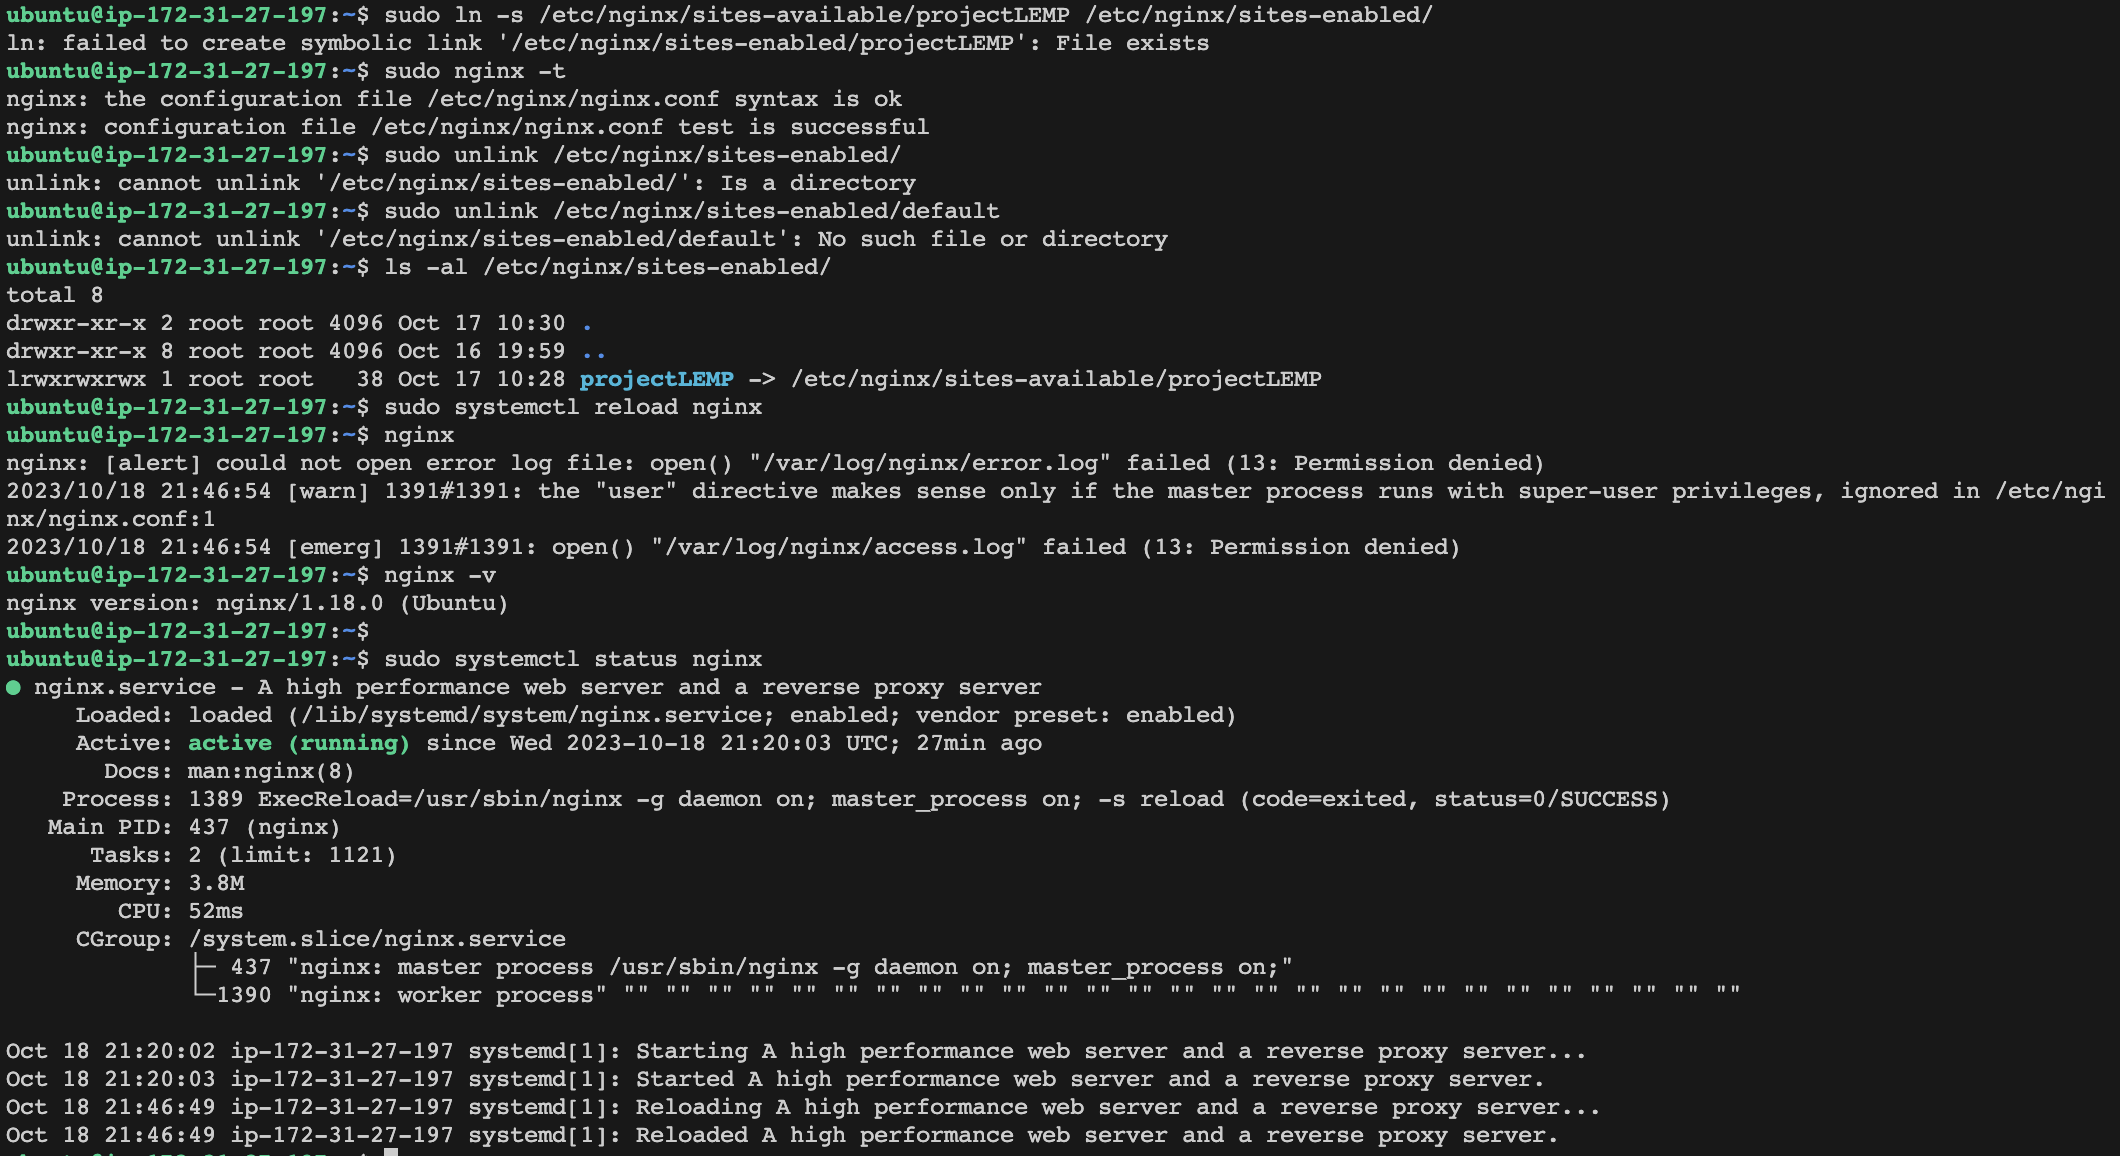 ubuntu@ip-172-31-27-197:~$ sudo ln -s /etc/nginx/sites-available/projectLEMP /etc/nginx/sites-enabled/
ln: failed to create symbolic link '/etc/nginx/sites-enabled/projectLEMP': File exists
ubuntu@ip-172-31-27-197:~$ sudo nginx -t
nginx: the configuration file /etc/nginx/nginx.conf syntax is ok
nginx: configuration file /etc/nginx/nginx.conf test is successful
ubuntu@ip-172-31-27-197:~$ sudo unlink /etc/nginx/sites-enabled/
unlink: cannot unlink '/etc/nginx/sites-enabled/': Is a directory
ubuntu@ip-172-31-27-197:~$ sudo unlink /etc/nginx/sites-enabled/default
unlink: cannot unlink '/etc/nginx/sites-enabled/default': No such file or directory
ubuntu@ip-172-31-27-197:~$ ls -al /etc/nginx/sites-enabled/
total 8
drwxr-xr-x 2 root root 4096 Oct 17 10:30 .
drwxr-xr-x 8 root root 4096 Oct 16 19:59 ..
lrwxrwxrwx 1 root root   38 Oct 17 10:28 projectLEMP -> /etc/nginx/sites-available/projectLEMP
ubuntu@ip-172-31-27-197:~$ sudo systemctl reload nginx
ubuntu@ip-172-31-27-197:~$ nginx
nginx: [alert] could not open error log file: open() "/var/log/nginx/error.log" failed (13: Permission denied)
2023/10/18 21:46:54 [warn] 1391#1391: the "user" directive makes sense only if the master process runs with super-user privileges, ignored in /etc/ngi
nx/nginx.conf:1
2023/10/18 21:46:54 [emerg] 1391#1391: open() "/var/log/nginx/access.log" failed (13: Permission denied)
ubuntu@ip-172-31-27-197:~$ nginx -v
nginx version: nginx/1.18.0 (Ubuntu)
ubuntu@ip-172-31-27-197:~$
ubuntu@ip-172-31-27-197:~$ sudo systemctl status nginx
● nginx.service - A high performance web server and a reverse proxy server
     Loaded: loaded (/lib/systemd/system/nginx.service; enabled; vendor preset: enabled)
     Active: active (running) since Wed 2023-10-18 21:20:03 UTC; 27min ago
       Docs: man:nginx(8)
    Process: 1389 ExecReload=/usr/sbin/nginx -g daemon on; master_process on; -s reload (code=exited, status=0/SUCCESS)
   Main PID: 437 (nginx)
      Tasks: 2 (limit: 1121)
     Memory: 3.8M
        CPU: 52ms
     CGroup: /system.slice/nginx.service
             ├─ 437 "nginx: master process /usr/sbin/nginx -g daemon on; master_process on;"
             └─1390 "nginx: worker process" "" "" "" "" "" "" "" "" "" "" "" "" "" "" "" "" "" "" "" "" "" "" "" "" "" "" ""
Oct 18 21:20:02 ip-172-31-27-197 systemd[1]: Starting A high performance web server and a reverse proxy server...
Oct 18 21:20:03 ip-172-31-27-197 systemd[1]: Started A high performance web server and a reverse proxy server.
Oct 18 21:46:49 ip-172-31-27-197 systemd[1]: Reloading A high performance web server and a reverse proxy server...
Oct 18 21:46:49 ip-172-31-27-197 systemd[1]: Reloaded A high performance web server and a reverse proxy server.